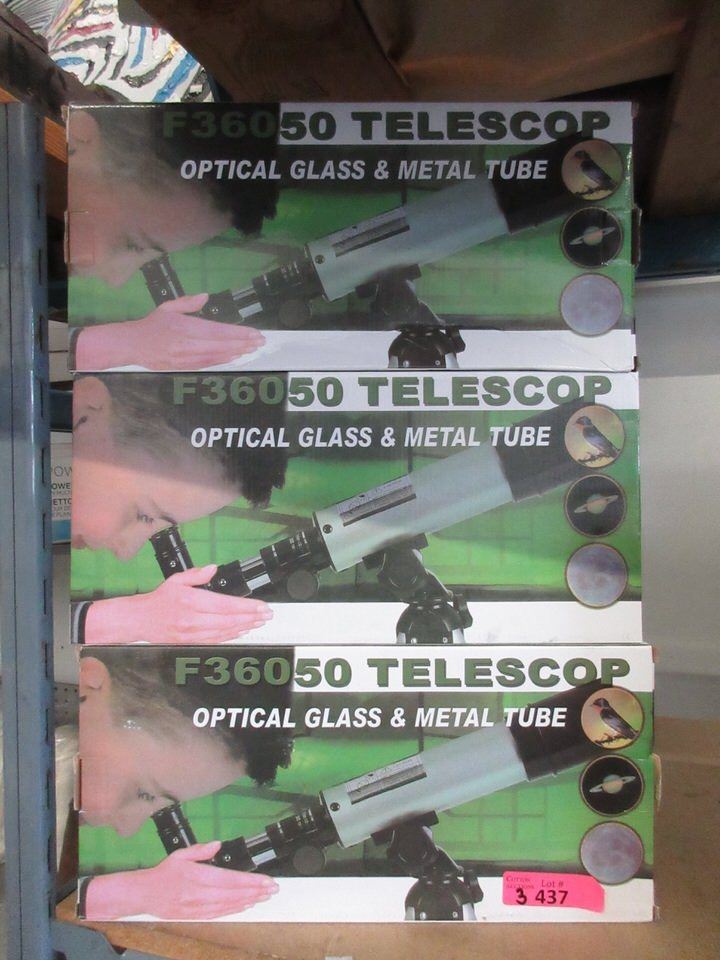 F36050 TELESCOP
OPTICAL GLASS & METAL TUBE
F36050 TELESCOP
OPTICAL GLASS & METAL TUBE
F36050 TELESCOP
OPTICAL GLASS & METAL TUBE
Lot #
3 437